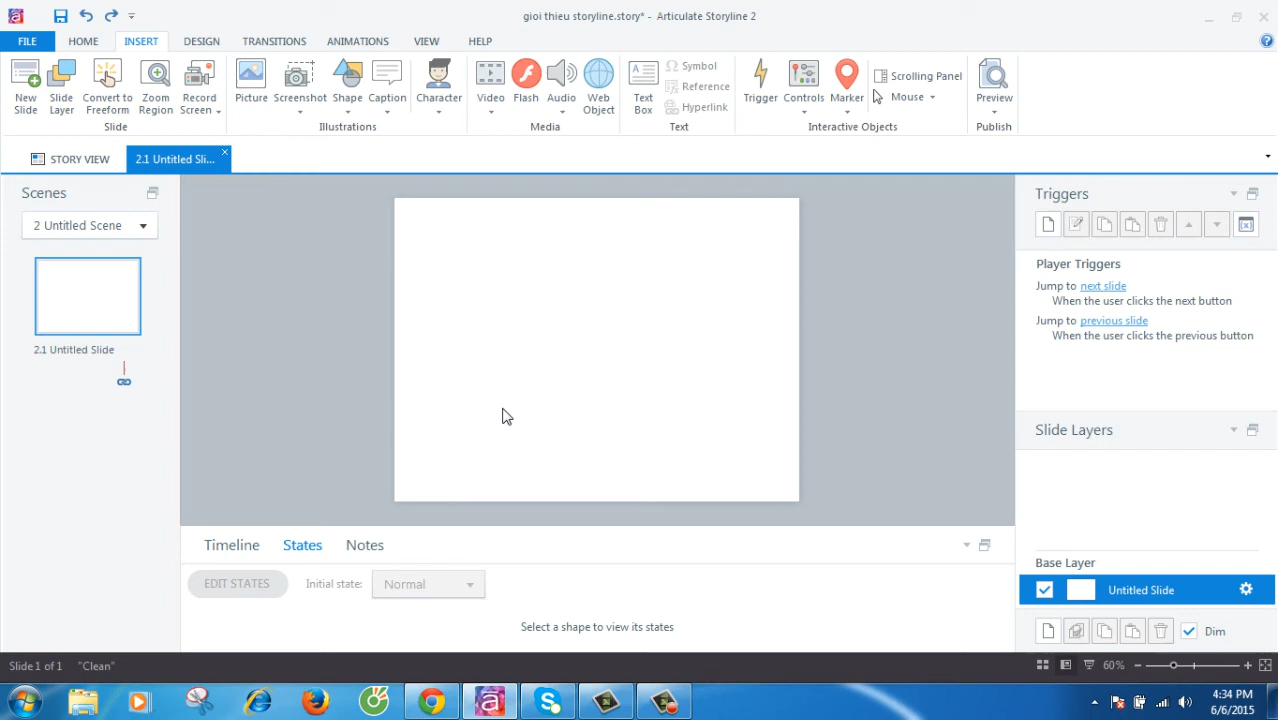 gioi thieu storyline.story* - Articulate Storyline 2
FILE HOME INSERT DESIGN TRANSITIONS ANIMATIONS VIEW HELP
New Slide
Slide Layer
Convert to Freeform
Zoom Region
Record Screen
Slide
Picture
Screenshot
Shape
Caption
Illustrations
Character
Video
Flash
Audio
Web Object
Media
Text Box
Symbol
Reference
Hyperlink
Text
Trigger
Controls
Marker
Scrolling Panel
Mouse
Interactive Objects
Preview
Publish
STORY VIEW
2.1 Untitled Sli...
Scenes
2 Untitled Scene
2.1 Untitled Slide
Triggers
Player Triggers
Jump to next slide
When the user clicks the next button
Jump to previous slide
When the user clicks the previous button
Slide Layers
Base Layer
Untitled Slide
Dim
Timeline States Notes
EDIT STATES Initial state: Normal
Select a shape to view its states
Slide 1 of 1 "Clean"
60%
4:34 PM
6/6/2015